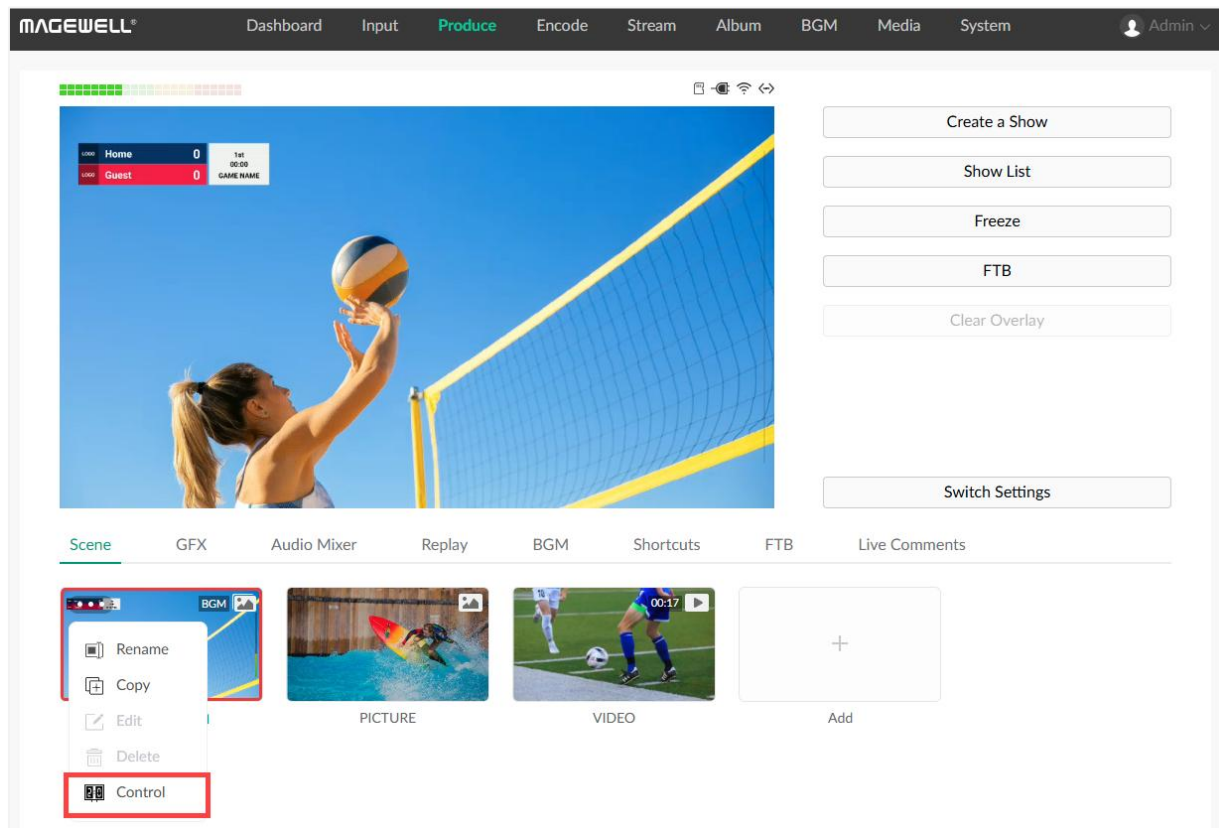 MAGEWELL® Dashboard Input Produce Encode Stream Album BGM Media System Admin
Create a Show
LOGO Home 0 1st
00:00
LOGO Guest 0 GAME NAME
Show List
Freeze
FTB
Clear Overlay
Switch Settings
Scene GFX Audio Mixer Replay BGM Shortcuts FTB Live Comments
BGM 00:17
Rename
Copy
PICTURE VIDEO Add
Edit
Delete
Control